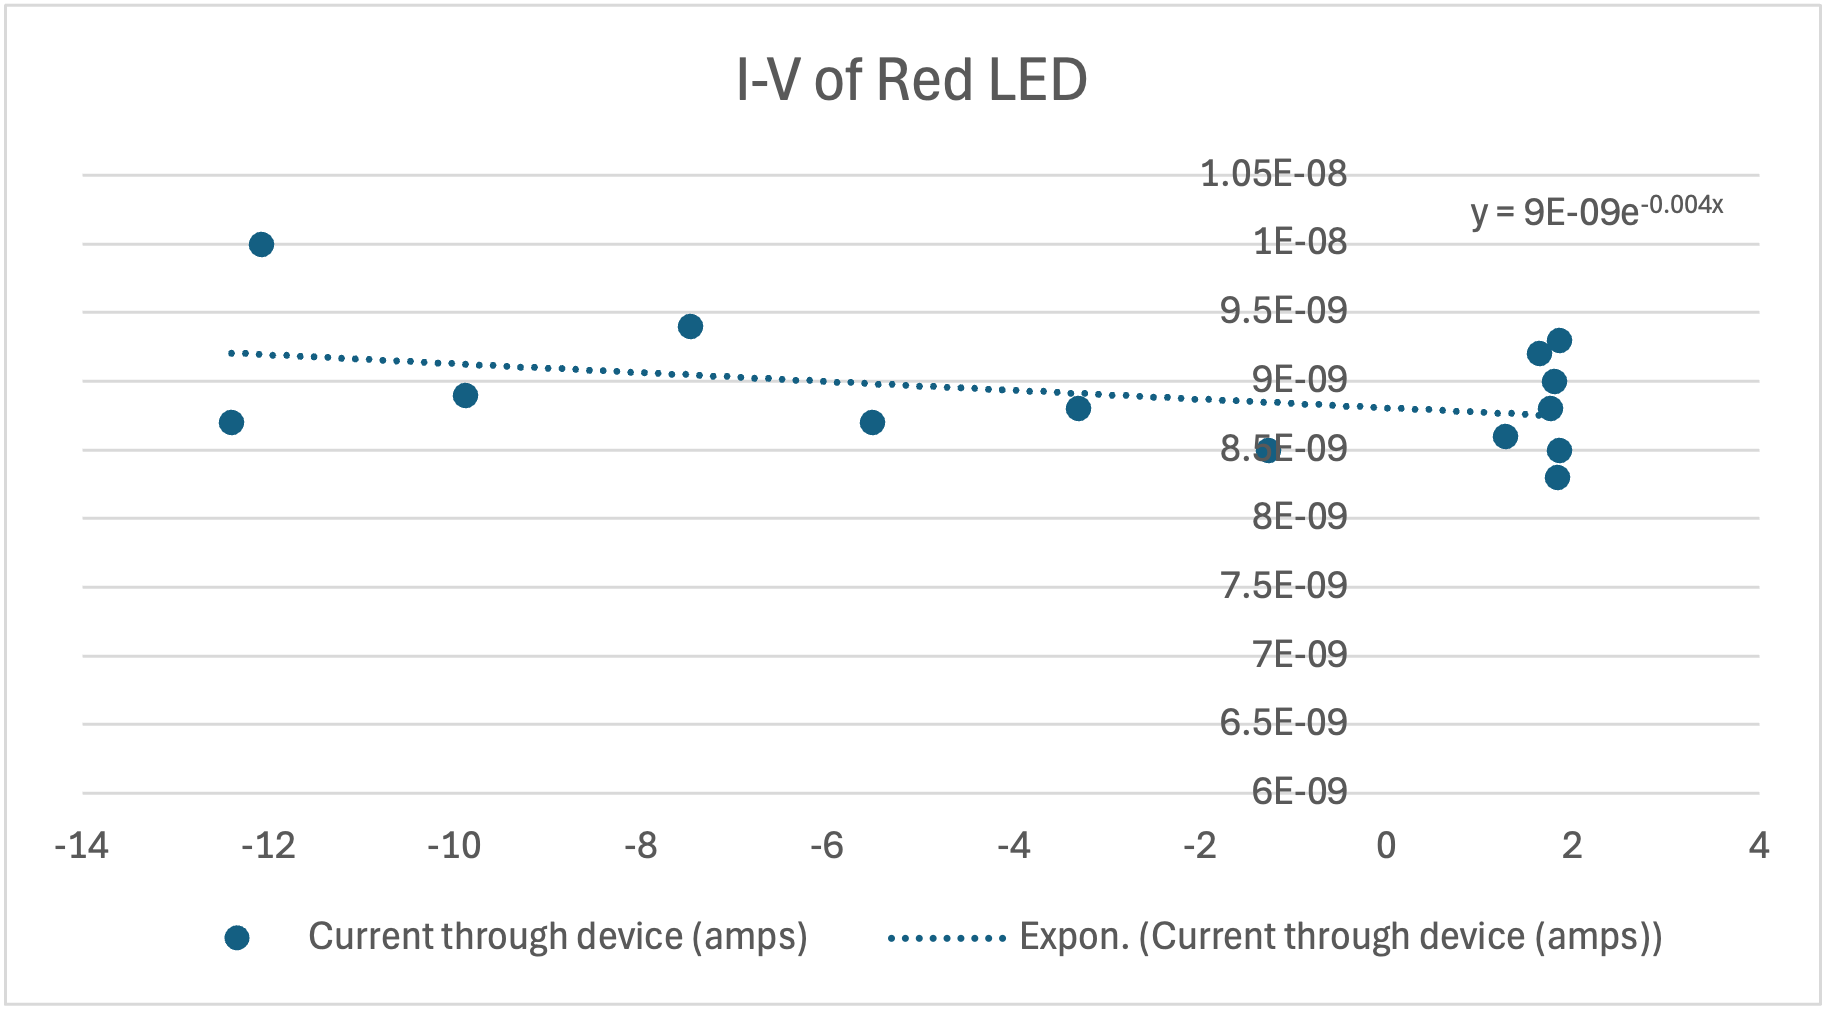 I-V of Red LED
1.05E-08
y = 9E-09e^-0.004x
1E-08
9.5E-09
9E-09
8.5E-09
8E-09
7.5E-09
7E-09
6.5E-09
6E-09
-14 -12 -10 -8 -6 -4 -2 0 2 4
Current through device (amps) Expon. (Current through device (amps))